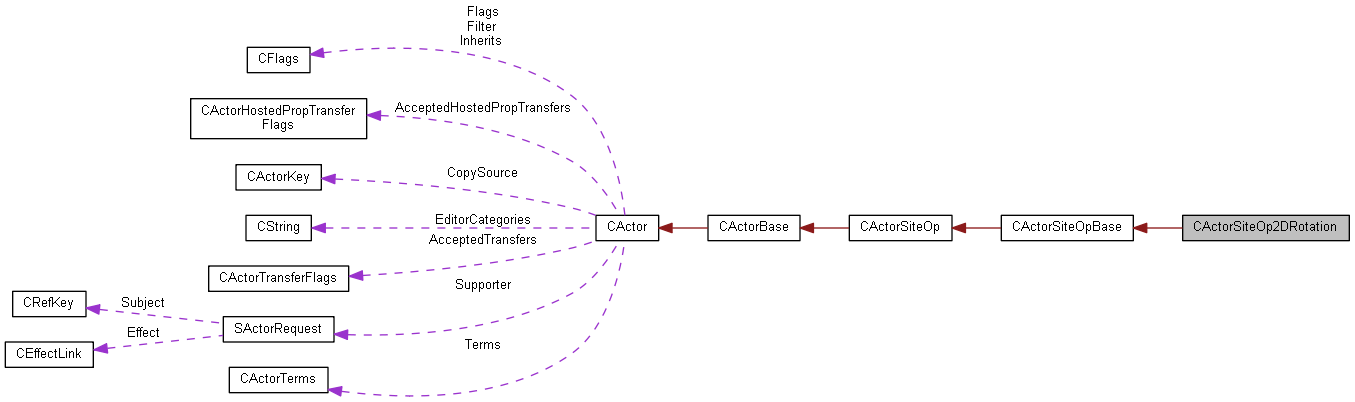 Flags
Filter
Inherits
CFlags
CActorHostedPropTransfer
Flags
AcceptedHostedPropTransfers
CActorKey
CopySource
CString
EditorCategories
CActor
CActorBase
CActorSiteOp
CActorSiteOpBase
CActorSiteOp2DRotation
AcceptedTransfers
CActorTransferFlags
Supporter
CRefKey
Subject
SActorRequest
Effect
CEffectLink
Terms
CActorTerms